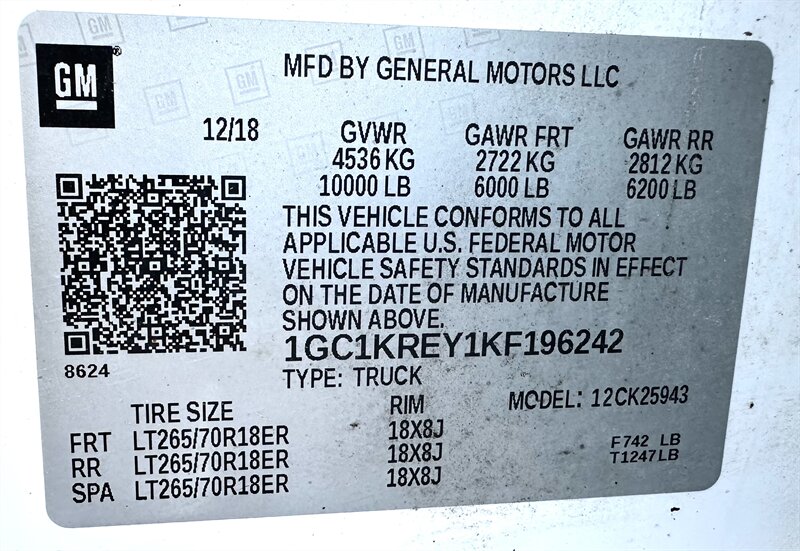 GM
MFD BY GENERAL MOTORS LLC
12/18 GVWR GAWR FRT GAWR RR
4536 KG 2722 KG 2812 KG
10000 LB 6000 LB 6200 LB
THIS VEHICLE CONFORMS TO ALL
APPLICABLE U.S. FEDERAL MOTOR
VEHICLE SAFETY STANDARDS IN EFFECT
ON THE DATE OF MANUFACTURE
SHOWN ABOVE.
1GC1KREY1KF196242
8624
TYPE: TRUCK
MODEL: 12CK25943
TIRE SIZE RIM
FRT LT265/70R18ER 18X8J
RR LT265/70R18ER 18X8J
SPA LT265/70R18ER 18X8J
F742 LB
T1247LB